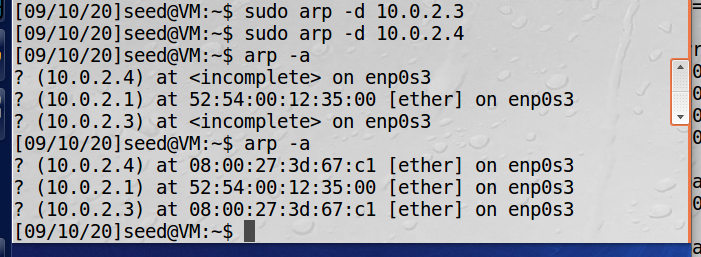 [09/10/20]seed@VM:~$ sudo arp -d 10.0.2.3
[09/10/20]seed@VM:~$ sudo arp -d 10.0.2.4
[09/10/20]seed@VM:~$ arp -a
? (10.0.2.4) at <incomplete> on enp0s3
? (10.0.2.1) at 52:54:00:12:35:00 [ether] on enp0s3
? (10.0.2.3) at <incomplete> on enp0s3
[09/10/20]seed@VM:~$ arp -a
? (10.0.2.4) at 08:00:27:3d:67:c1 [ether] on enp0s3
? (10.0.2.1) at 52:54:00:12:35:00 [ether] on enp0s3
? (10.0.2.3) at 08:00:27:3d:67:c1 [ether] on enp0s3
[09/10/20]seed@VM:~$